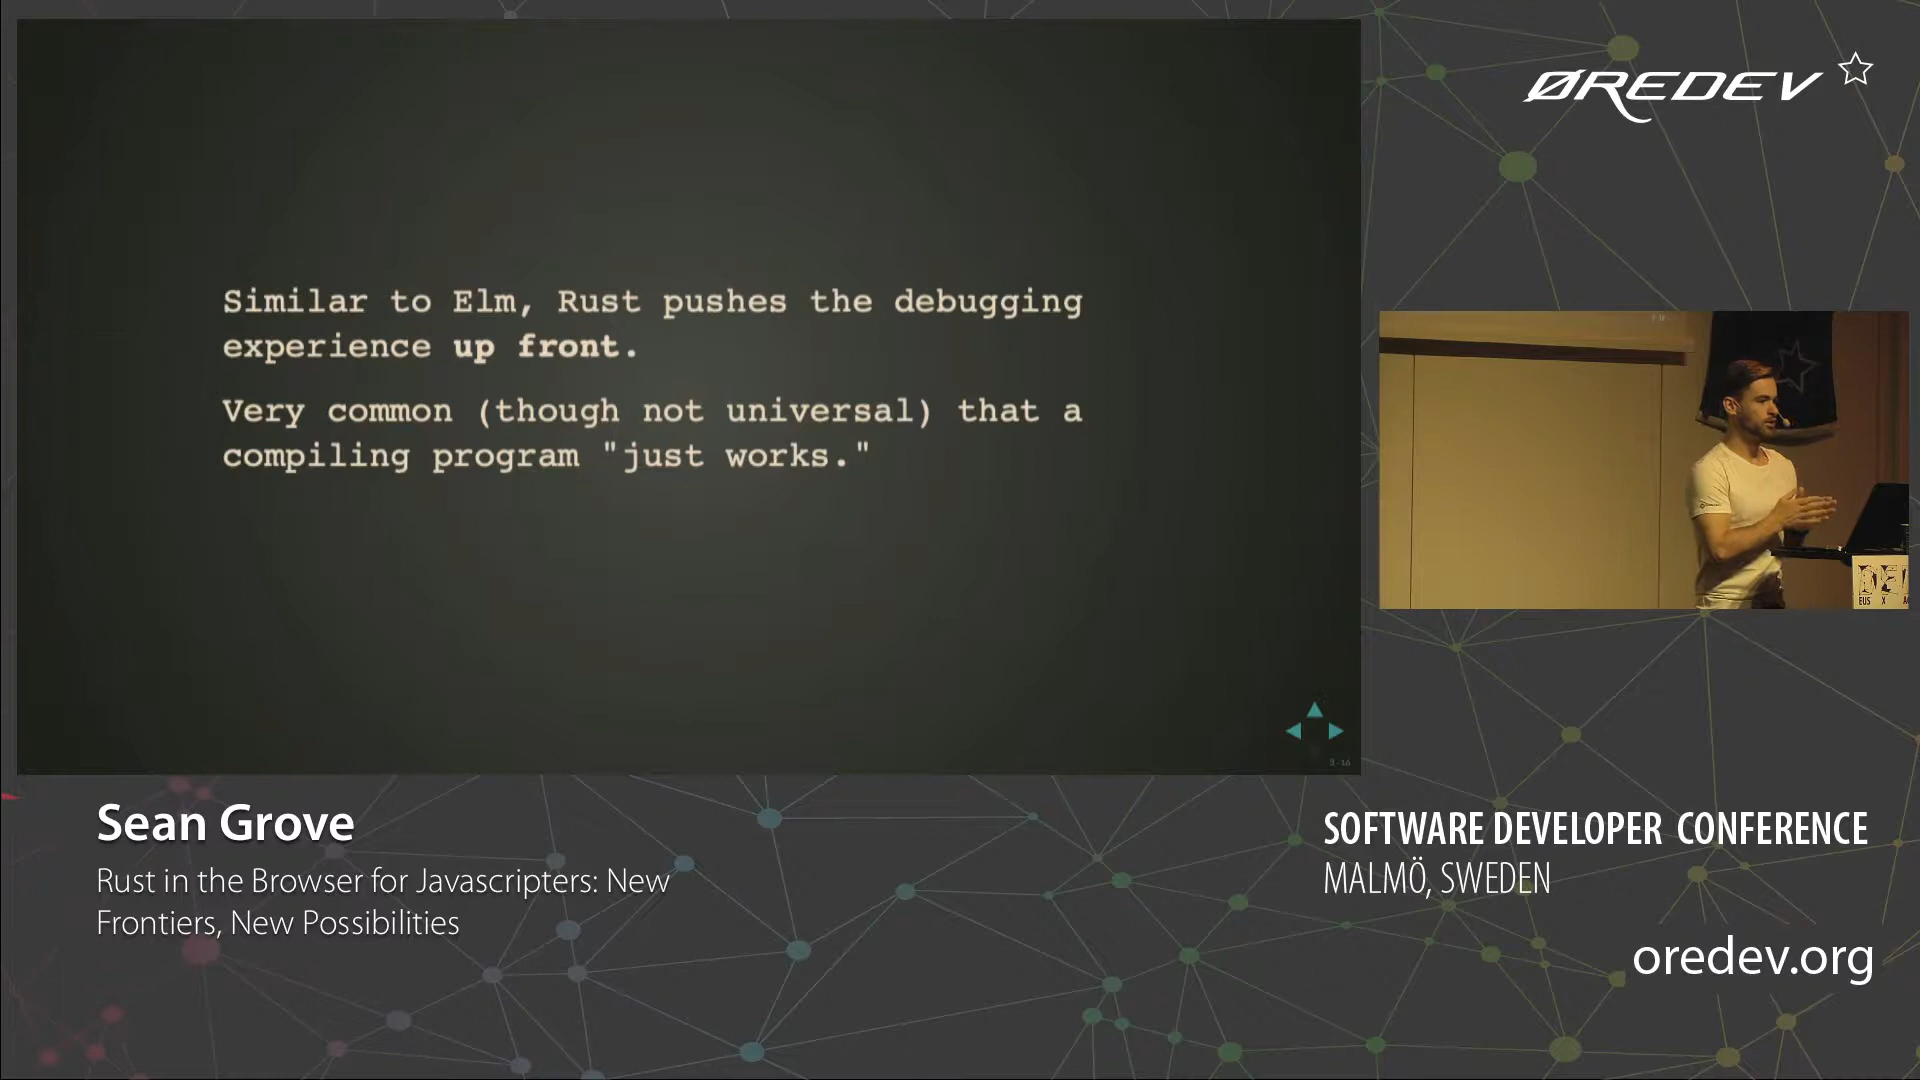 ØREDEV
Similar to Elm, Rust pushes the debugging
experience up front.
Very common (though not universal) that a
compiling program "just works."
3-16
Sean Grove
Rust in the Browser for Javascripters: New
Frontiers, New Possibilities
SOFTWARE DEVELOPER CONFERENCE
MALMÖ, SWEDEN
oredev.org